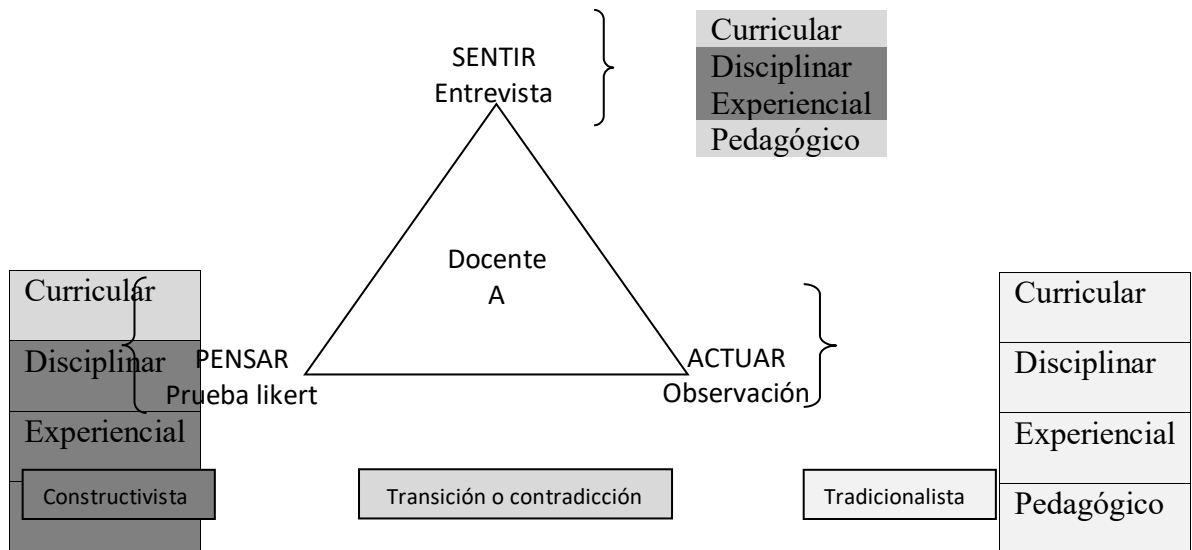 SENTIR
Entrevista
Curricular
Disciplinar
Experiencial
Pedagógico
Docente
A
Curricular
Disciplinar
Experiencial
PENSAR
Prueba likert
ACTUAR
Observación
Curricular
Disciplinar
Experiencial
Pedagógico
Constructivista
Transición o contradicción
Tradicionalista